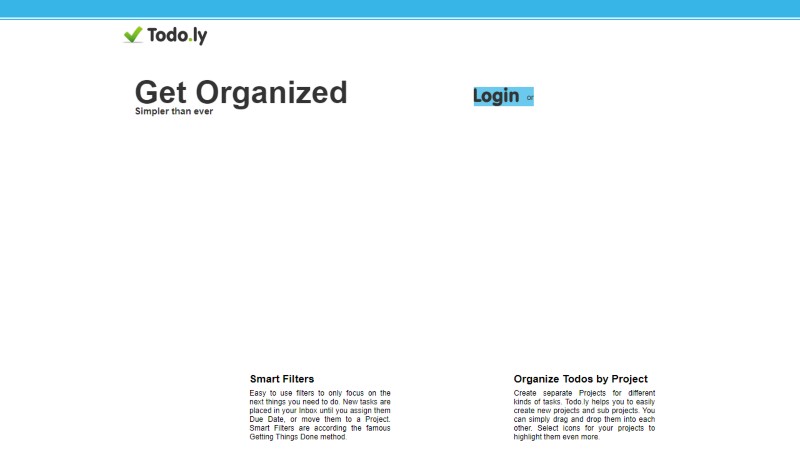 Todo.ly
Get Organized
Simpler than ever
Login or
Smart Filters
Easy to use filters to only focus on the
next things you need to do. New tasks are
placed in your Inbox until you assign them
Due Date, or move them to a Project.
Smart Filters are according the famous
Getting Things Done method.
Organize Todos by Project
Create separate Projects for different
kinds of tasks. Todo.ly helps you to easily
create new projects and sub projects. You
can simply drag and drop them into each
other. Select icons for your projects to
highlight them even more.